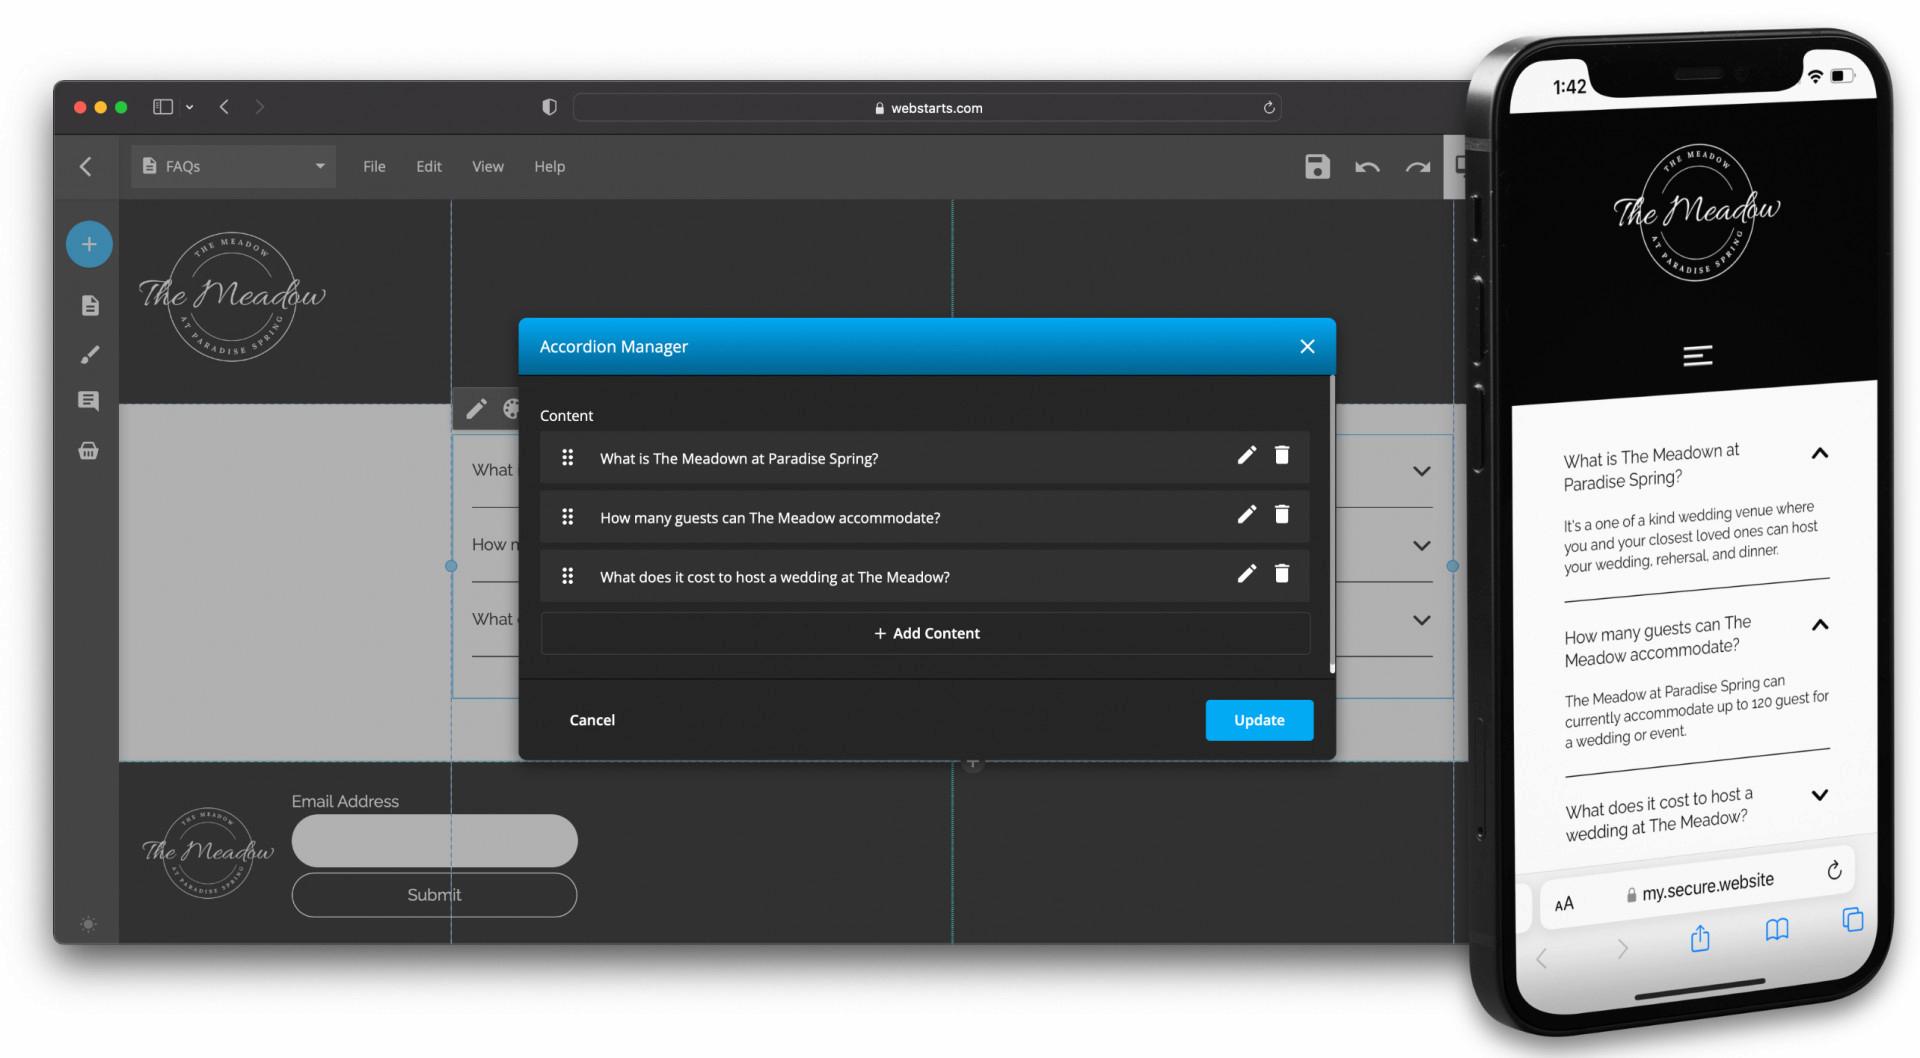 webstarts.com
FAQs
File
Edit
View
Help
THE MEADOW
The Meadow
AT PARADISE SPRING
Accordion Manager
Content
What is The Meadown at Paradise Spring?
How many guests can The Meadow accommodate?
What does it cost to host a wedding at The Meadow?
+ Add Content
Cancel
Update
What
How
What
THE MEADOW
The Meadow
AT PARADISE SPRING
Email Address
Submit
1:42
THE MEADOW
The Meadow
AT PARADISE SPRING
What is The Meadown at
Paradise Spring?
It's a one of a kind wedding venue where
you and your closest loved ones can host
your wedding, rehersal, and dinner.
How many guests can The
Meadow accommodate?
The Meadow at Paradise Spring can
currently accommodate up to 120 guest for
a wedding or event.
What does it cost to host a
wedding at The Meadow?
AA
my.secure.website